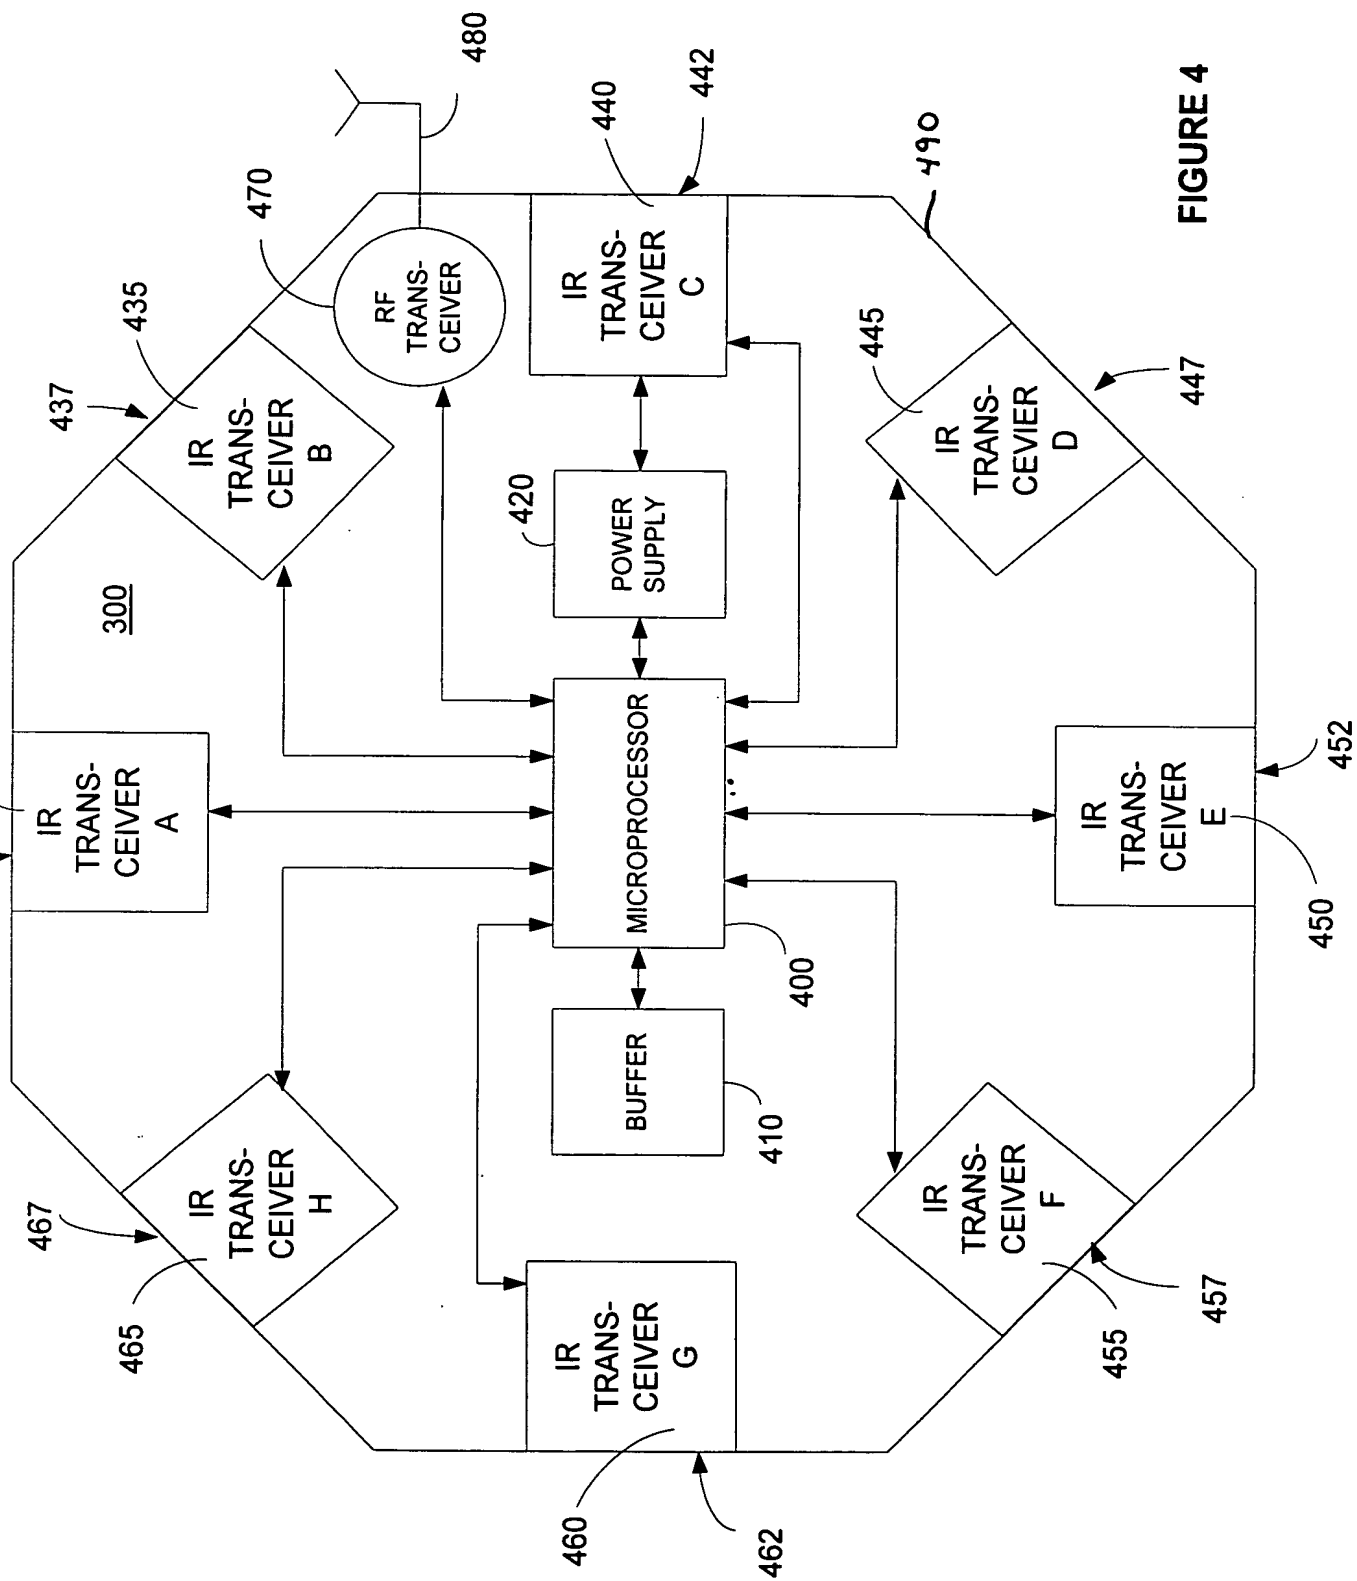 480
470
RF
TRANS-
CEIVER
435
437
IR
TRANS-
CEIVER
B
440
442
IR
TRANS-
CEIVER
C
490
FIGURE 4
300
420
POWER
SUPPLY
445
447
IR
TRANS-
CEVIER
D
IR
TRANS-
CEIVER
A
MICROPROCESSOR
400
452
IR
TRANS-
CEIVER
E
450
BUFFER
410
467
IR
TRANS-
CEIVER
H
465
IR
TRANS-
CEIVER
F
457
455
IR
TRANS-
CEIVER
G
460
462